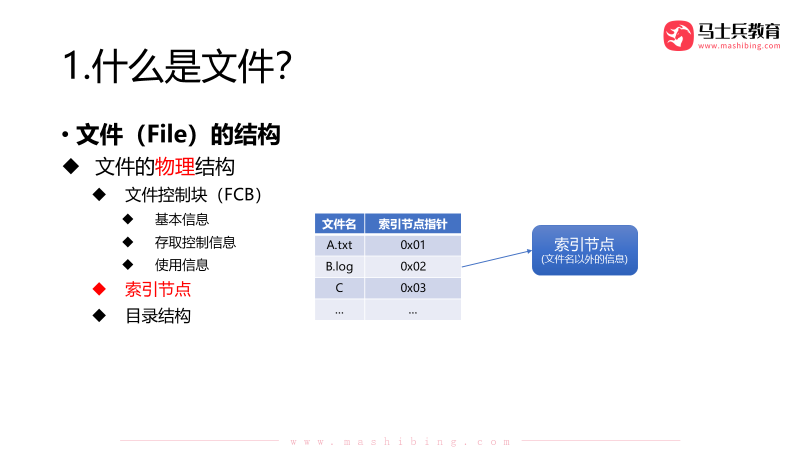 马士兵教育
www.mashibing.com
1.什么是文件？
• 文件（File）的结构
◆ 文件的物理结构
◆ 文件控制块（FCB）
◆ 基本信息
◆ 存取控制信息
◆ 使用信息
◆ 索引节点
◆ 目录结构
文件名 索引节点指针
A.txt 0x01
B.log 0x02
C 0x03
... ...
索引节点
(文件名以外的信息)
www.mashibing.com